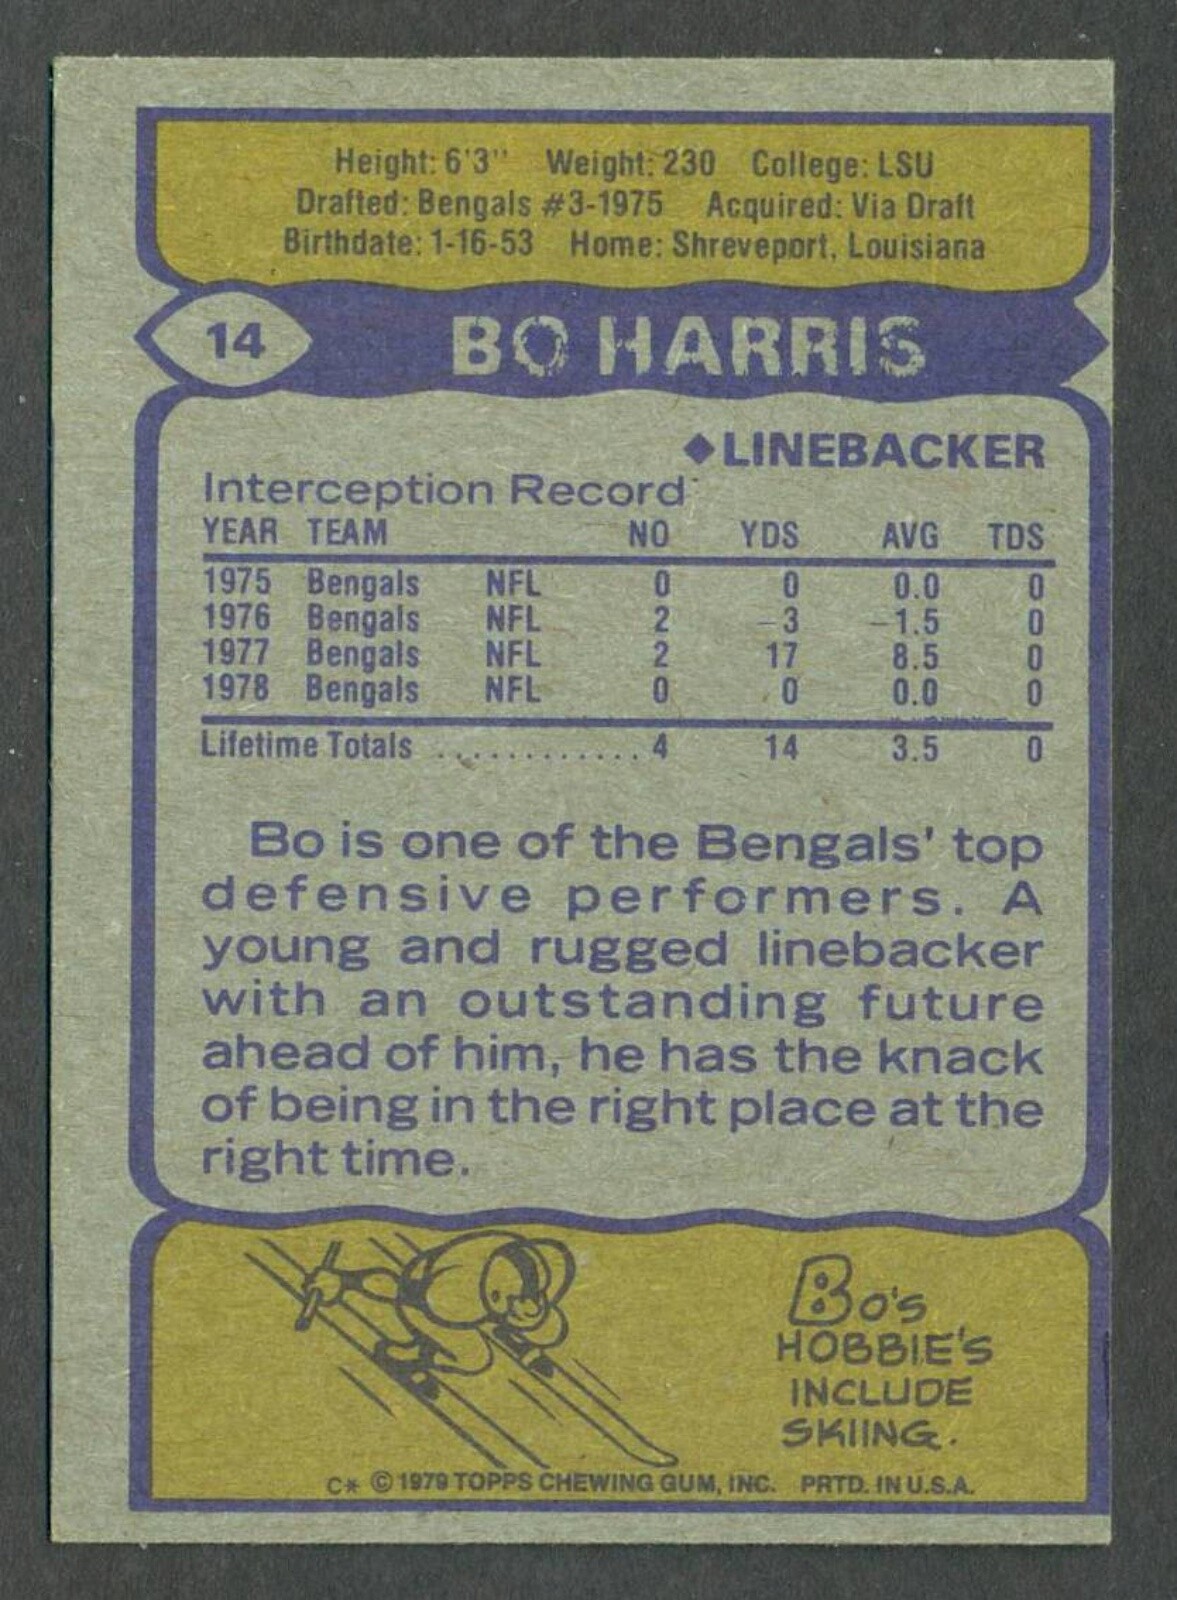 Height: 6'3" Weight: 230 College: LSU
Drafted: Bengals #3-1975 Acquired: Via Draft
Birthdate: 1-16-53 Home: Shreveport, Louisiana
14 BO HARRIS
◆LINEBACKER
Interception Record
YEAR TEAM NO YDS AVG TDS
1975 Bengals NFL 0 0 0.0 0
1976 Bengals NFL 2 -3 -1.5 0
1977 Bengals NFL 2 17 8.5 0
1978 Bengals NFL 0 0 0.0 0
Lifetime Totals ............4 14 3.5 0
Bo is one of the Bengals' top
defensive performers. A
young and rugged linebacker
with an outstanding future
ahead of him, he has the knack
of being in the right place at the
right time.
BO'S
HOBBIE'S
INCLUDE
SKIING.
C* © 1979 TOPPS CHEWING GUM, INC. PRTD. IN U.S.A.